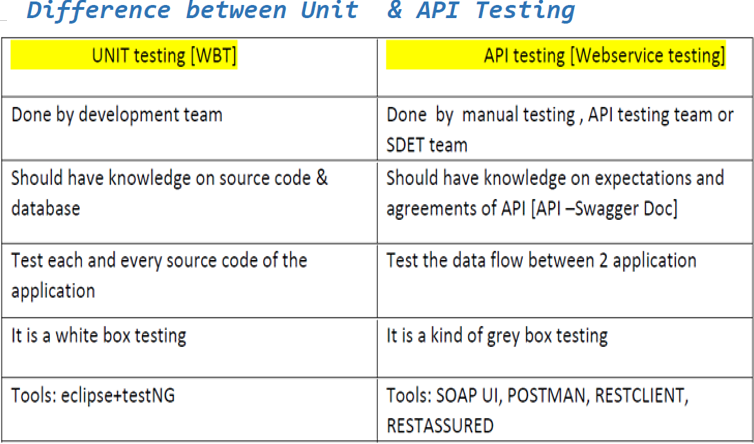 Difference between Unit & API Testing
UNIT testing [WBT]
API testing [Webservice testing]
Done by development team
Done by manual testing , API testing team or
SDET team
Should have knowledge on source code &
database
Should have knowledge on expectations and
agreements of API [API –Swagger Doc]
Test each and every source code of the
application
Test the data flow between 2 application
It is a white box testing
It is a kind of grey box testing
Tools: eclipse+testNG
Tools: SOAP UI, POSTMAN, RESTCLIENT,
RESTASSURED